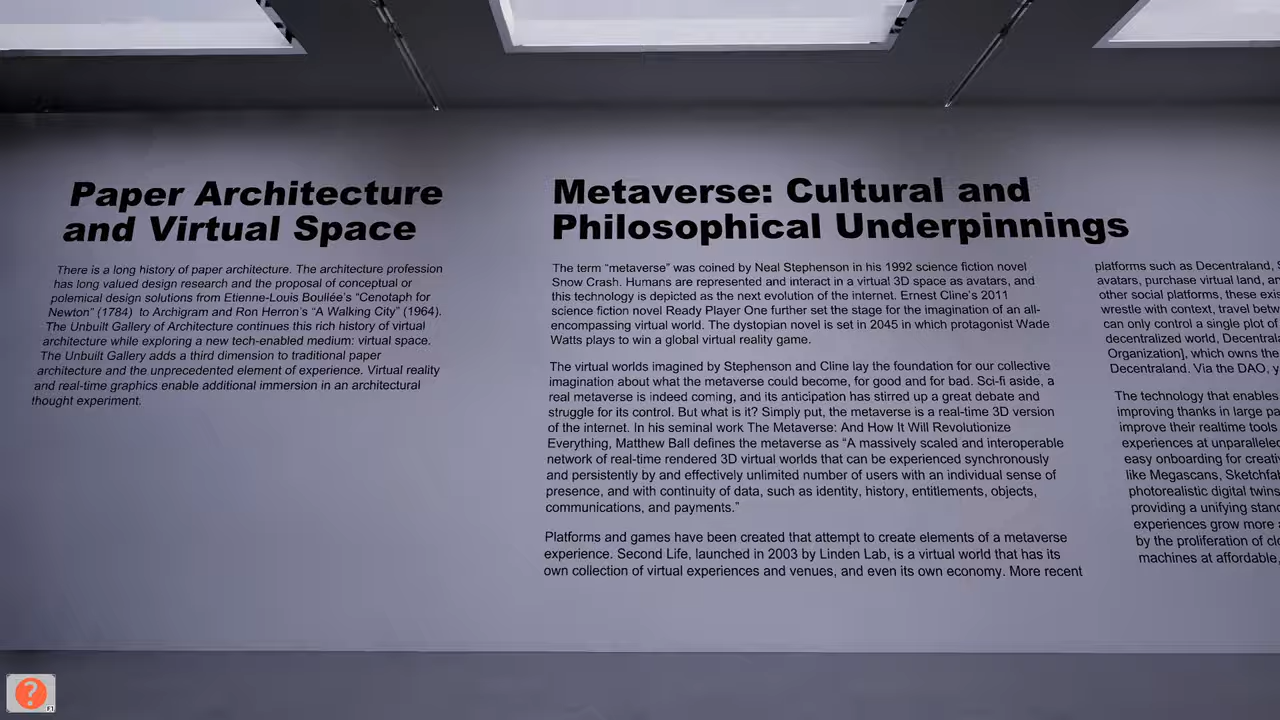 Paper Architecture
and Virtual Space
There is a long history of paper architecture. The architecture profession
has long valued design research and the proposal of conceptual or
polemical design solutions from Etienne-Louis Boullée's “Cenotaph for
Newton” (1784)  to Archigram and Ron Herron's “A Walking City” (1964).
The Unbuilt Gallery of Architecture continues this rich history of virtual
architecture while exploring a new tech-enabled medium: virtual space.
The Unbuilt Gallery adds a third dimension to traditional paper
architecture and the unprecedented element of experience. Virtual reality
and real-time graphics enable additional immersion in an architectural
thought experiment.
Metaverse: Cultural and
Philosophical Underpinnings
The term “metaverse” was coined by Neal Stephenson in his 1992 science fiction novel
Snow Crash. Humans are represented and interact in a virtual 3D space as avatars, and
this technology is depicted as the next evolution of the internet. Ernest Cline's 2011
science fiction novel Ready Player One further set the stage for the imagination of an all-
encompassing virtual world. The dystopian novel is set in 2045 in which protagonist Wade
Watts plays to win a global virtual reality game.
The virtual worlds imagined by Stephenson and Cline lay the foundation for our collective
imagination about what the metaverse could become, for good and for bad. Sci-fi aside, a
real metaverse is indeed coming, and its anticipation has stirred up a great debate and
struggle for its control. But what is it? Simply put, the metaverse is a real-time 3D version
of the internet. In his seminal work The Metaverse: And How It Will Revolutionize
Everything, Matthew Ball defines the metaverse as “A massively scaled and interoperable
network of real-time rendered 3D virtual worlds that can be experienced synchronously
and persistently by and effectively unlimited number of users with an individual sense of
presence, and with continuity of data, such as identity, history, entitlements, objects,
communications, and payments.”
Platforms and games have been created that attempt to create elements of a metaverse
experience. Second Life, launched in 2003 by Linden Lab, is a virtual world that has its
own collection of virtual experiences and venues, and even its own economy. More recent
platforms such as Decentraland,
avatars, purchase virtual land,
other social platforms, these
wrestle with context, travel
can only control a single plot of
decentralized world,
Organization], which owns the
Decentraland. Via the DAO,
The technology that enables
improving thanks in large
improve their realtime tools
experiences at
easy onboarding for
like Megascans,
photorealistic digital twins
providing a unifying
experiences grow more
by the proliferation of
machines at affordable,
?
F1